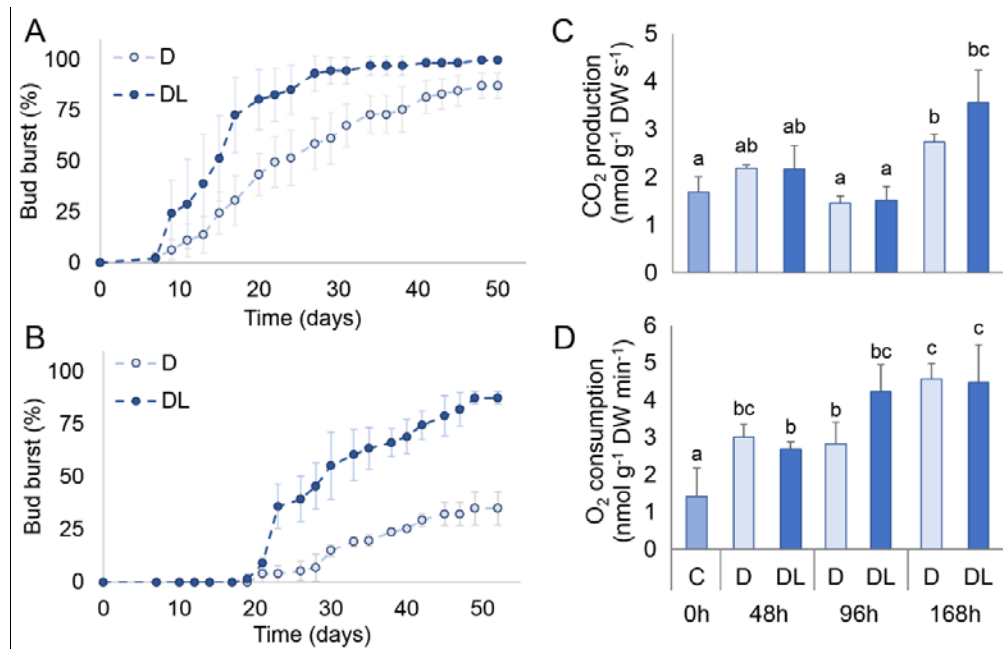 A
D
DL
100
75
50
25
0
Bud burst (%)
0 10 20 30 40 50
Time (days)
B
D
DL
100
75
50
25
0
Bud burst (%)
0 10 20 30 40 50
Time (days)
C
5
4
3
2
1
0
CO₂ production
(nmol g⁻¹ DW s⁻¹)
a ab ab a a b bc
D
6
5
4
3
2
1
0
O₂ consumption
(nmol g⁻¹ DW min⁻¹)
a bc b b bc c c
C D DL D DL D DL
0h 48h 96h 168h